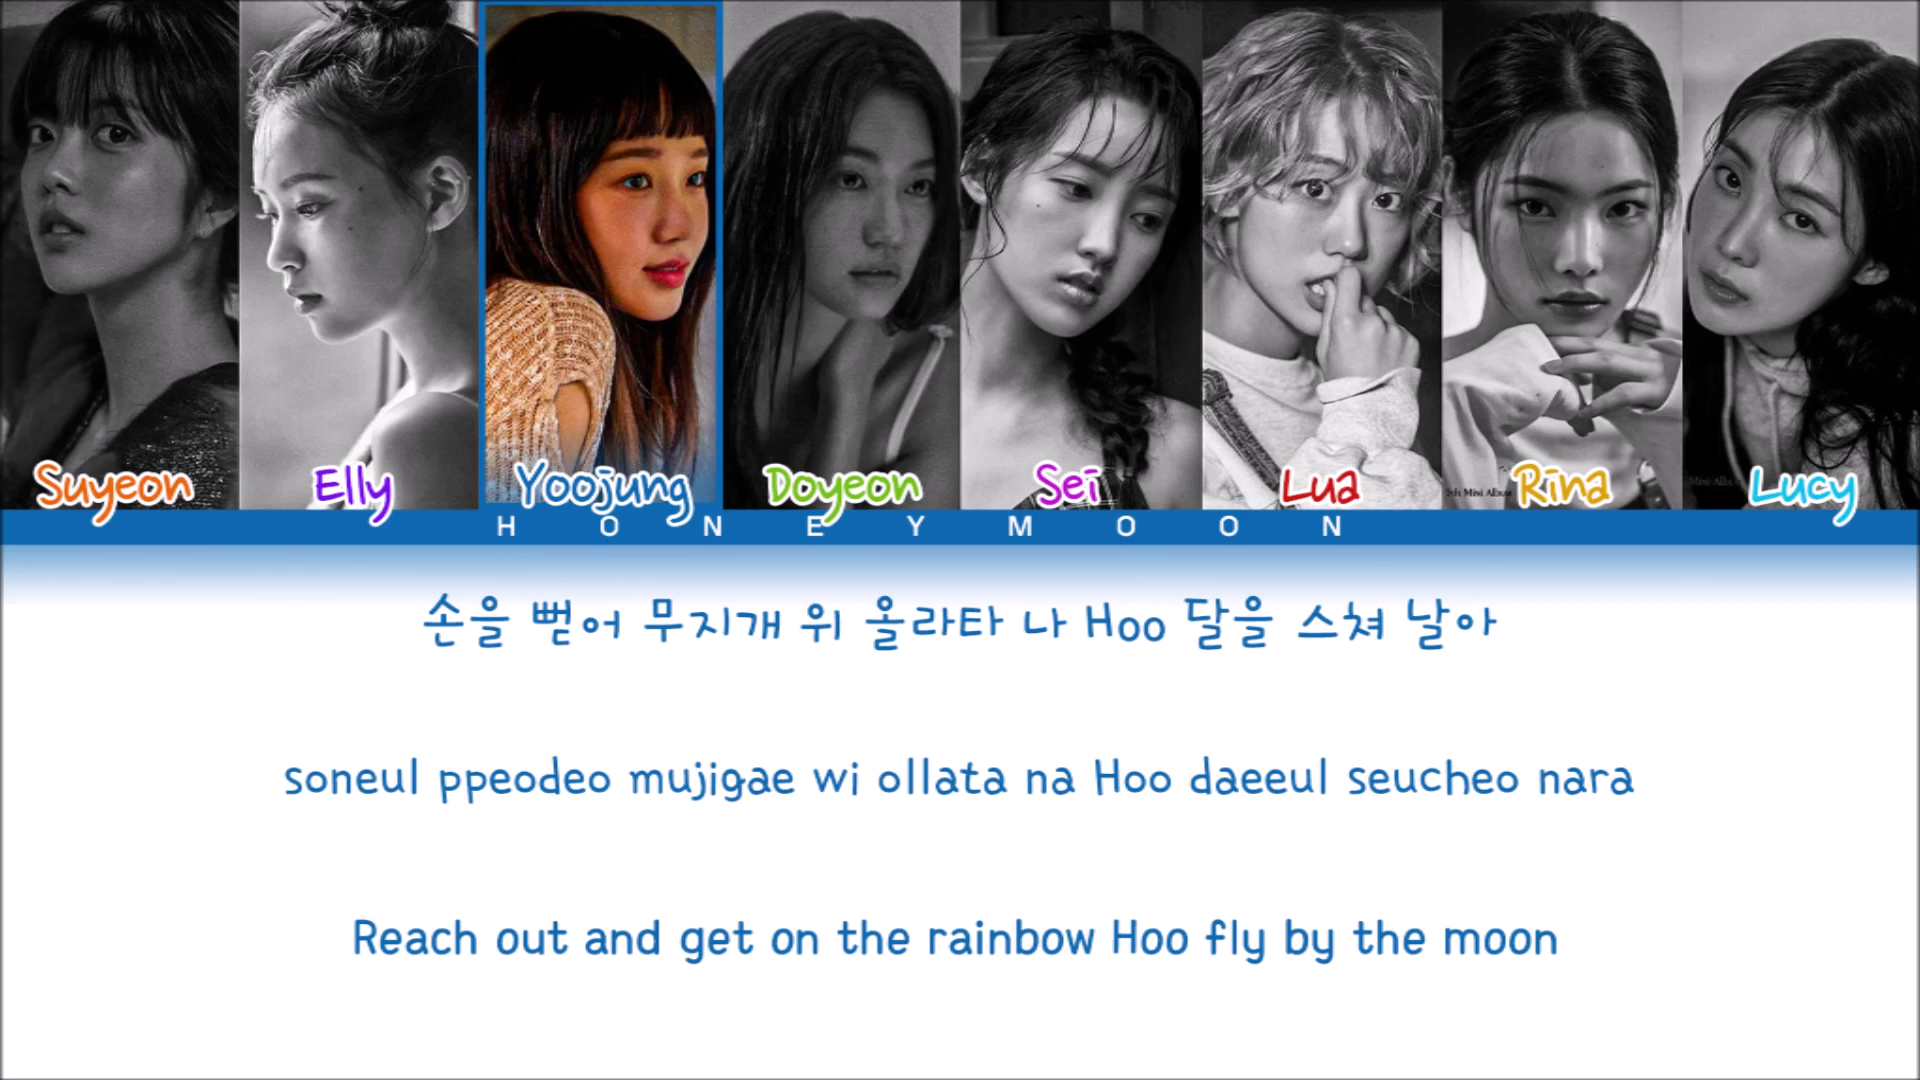 Suyeon Elly Yoojung Doyeon Sei Lua Rina Lucy
HONEYMOON
손을 뻗어 무지개 위 올라타 나 Hoo 달을 스쳐 날아
soneul ppeodeo mujigae wi ollata na Hoo daeeul seucheo nara
Reach out and get on the rainbow Hoo fly by the moon